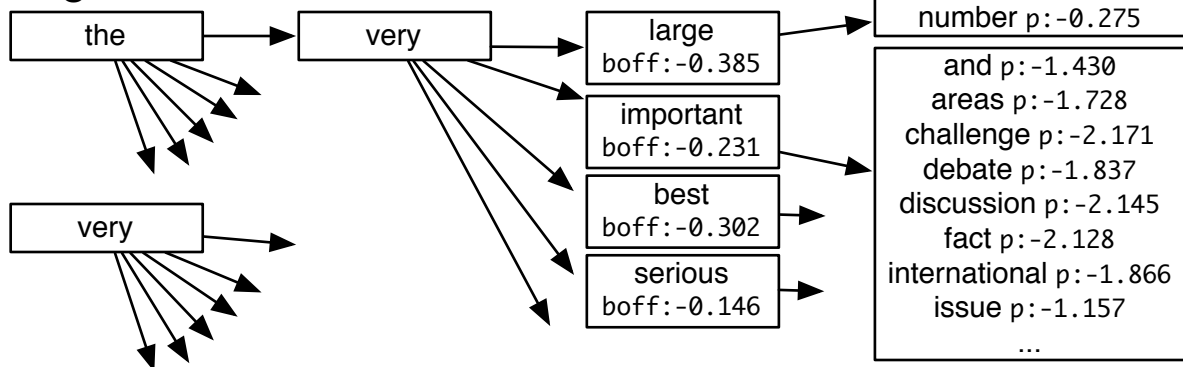 the
very
large
boff:-0.385
important
boff:-0.231
best
boff:-0.302
serious
boff:-0.146
number p:-0.275
and p:-1.430
areas p:-1.728
challenge p:-2.171
debate p:-1.837
discussion p:-2.145
fact p:-2.128
international p:-1.866
issue p:-1.157
...
very